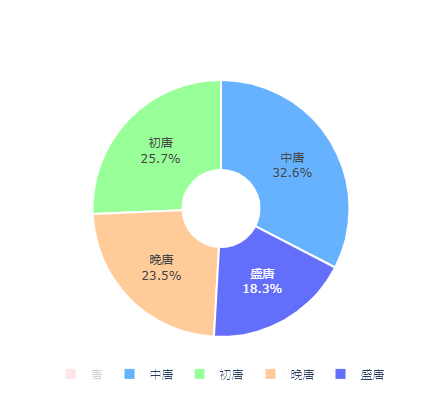 初唐
25.7%
中唐
32.6%
晚唐
23.5%
盛唐
18.3%
唐 中唐 初唐 晚唐 盛唐